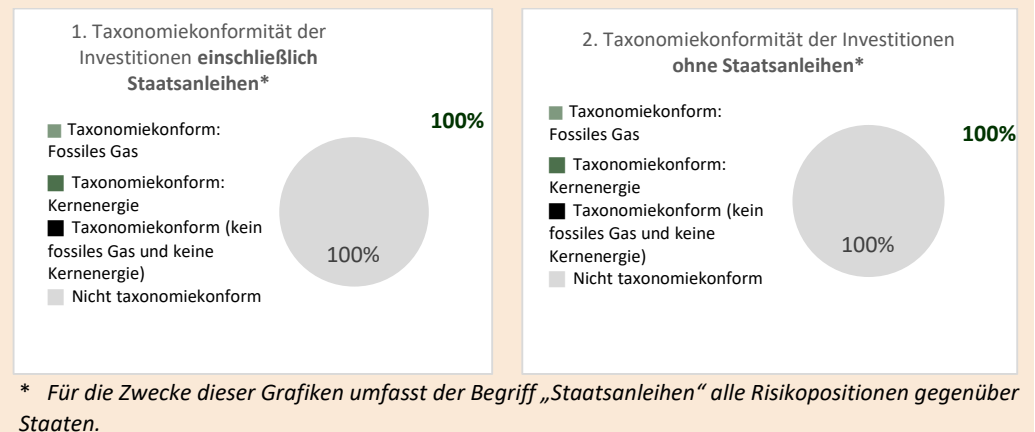 1. Taxonomiekonformität der
Investitionen einschließlich
Staatsanleihen*
Taxonomiekonform:
Fossiles Gas
Taxonomiekonform:
Kernenergie
Taxonomiekonform (kein
fossiles Gas und keine
Kernenergie)
Nicht taxonomiekonform
100%
100%
2. Taxonomiekonformität der Investitionen
ohne Staatsanleihen*
Taxonomiekonform:
Fossiles Gas
Taxonomiekonform:
Kernenergie
Taxonomiekonform (kein
fossiles Gas und keine
Kernenergie)
Nicht taxonomiekonform
100%
100%
* Für die Zwecke dieser Grafiken umfasst der Begriff „Staatsanleihen“ alle Risikopositionen gegenüber
Staaten.